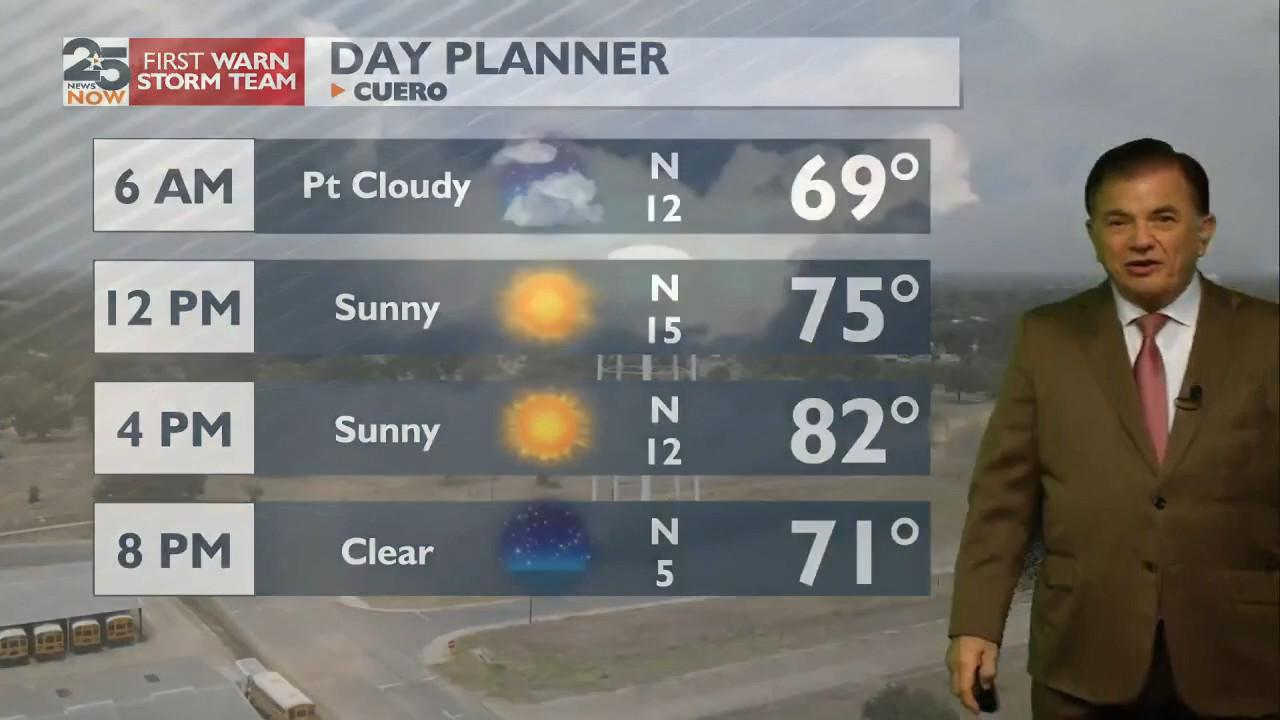 25
NEWS
NOW
FIRST WARN
STORM TEAM
DAY PLANNER
CUERO
6 AM
Pt Cloudy
N
12
69°
12 PM
Sunny
N
15
75°
4 PM
Sunny
N
12
82°
8 PM
Clear
N
5
71°